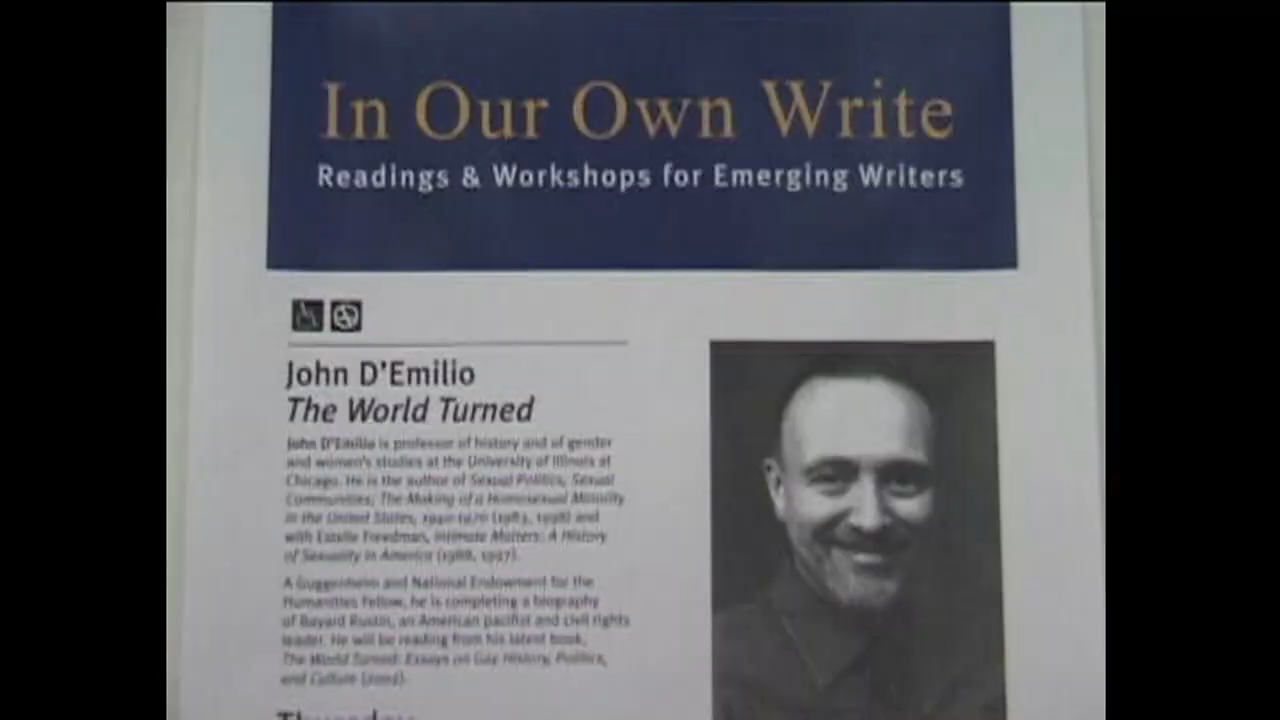 In Our Own Write
Readings & Workshops for Emerging Writers
John D'Emilio
The World Turned
John D'Emilio is professor of history and of gender
and women's studies at the University of Illinois at
Chicago. He is the author of Sexual Politics, Sexual
Communities: The Making of a Homosexual Minority
in the United States, 1940-1970 (1983, 1998) and
with Estelle Freedman, Intimate Matters: A History
of Sexuality in America (1988, 1997).
A Guggenheim and National Endowment for the
Humanities Fellow, he is completing a biography
of Bayard Rustin, an American pacifist and civil rights
leader. He will be reading from his latest book,
The World Turned: Essays on Gay History, Politics,
and Culture (2002).
Thursday